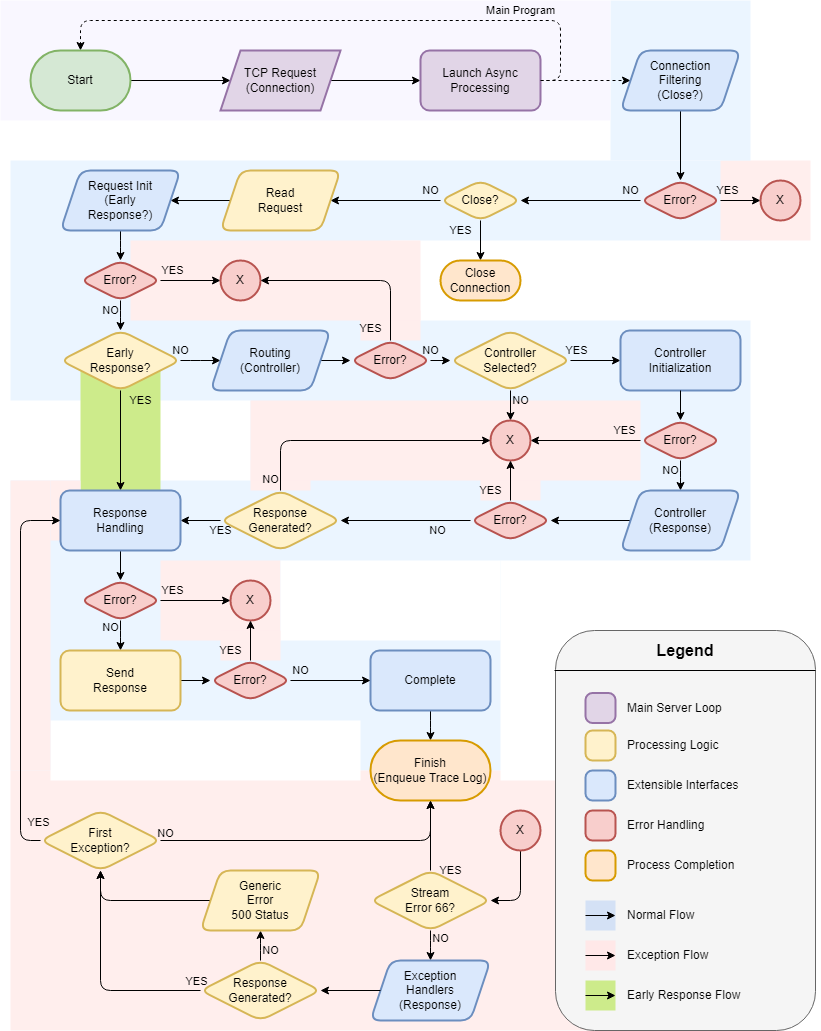 Main Program
Start
TCP Request
(Connection)
Launch Async
Processing
Connection
Filtering
(Close?)
Request Init
(Early
Response?)
Read
Request
NO
Close?
NO
Error?
YES
X
YES
Close
Connection
Error?
YES
X
NO
YES
Early
Response?
NO
Routing
(Controller)
Error?
NO
Controller
Selected?
YES
Controller
Initialization
YES
NO
X
YES
Error?
NO
NO
YES
Response
Handling
YES
Response
Generated?
NO
Error?
Controller
(Response)
Error?
YES
X
NO
YES
Send
Response
Error?
NO
Complete
Finish
(Enqueue Trace Log)
YES
First
Exception?
NO
X
YES
Generic
Error
500 Status
Stream
Error 66?
NO
NO
YES
Response
Generated?
Exception
Handlers
(Response)
Legend
Main Server Loop
Processing Logic
Extensible Interfaces
Error Handling
Process Completion
Normal Flow
Exception Flow
Early Response Flow